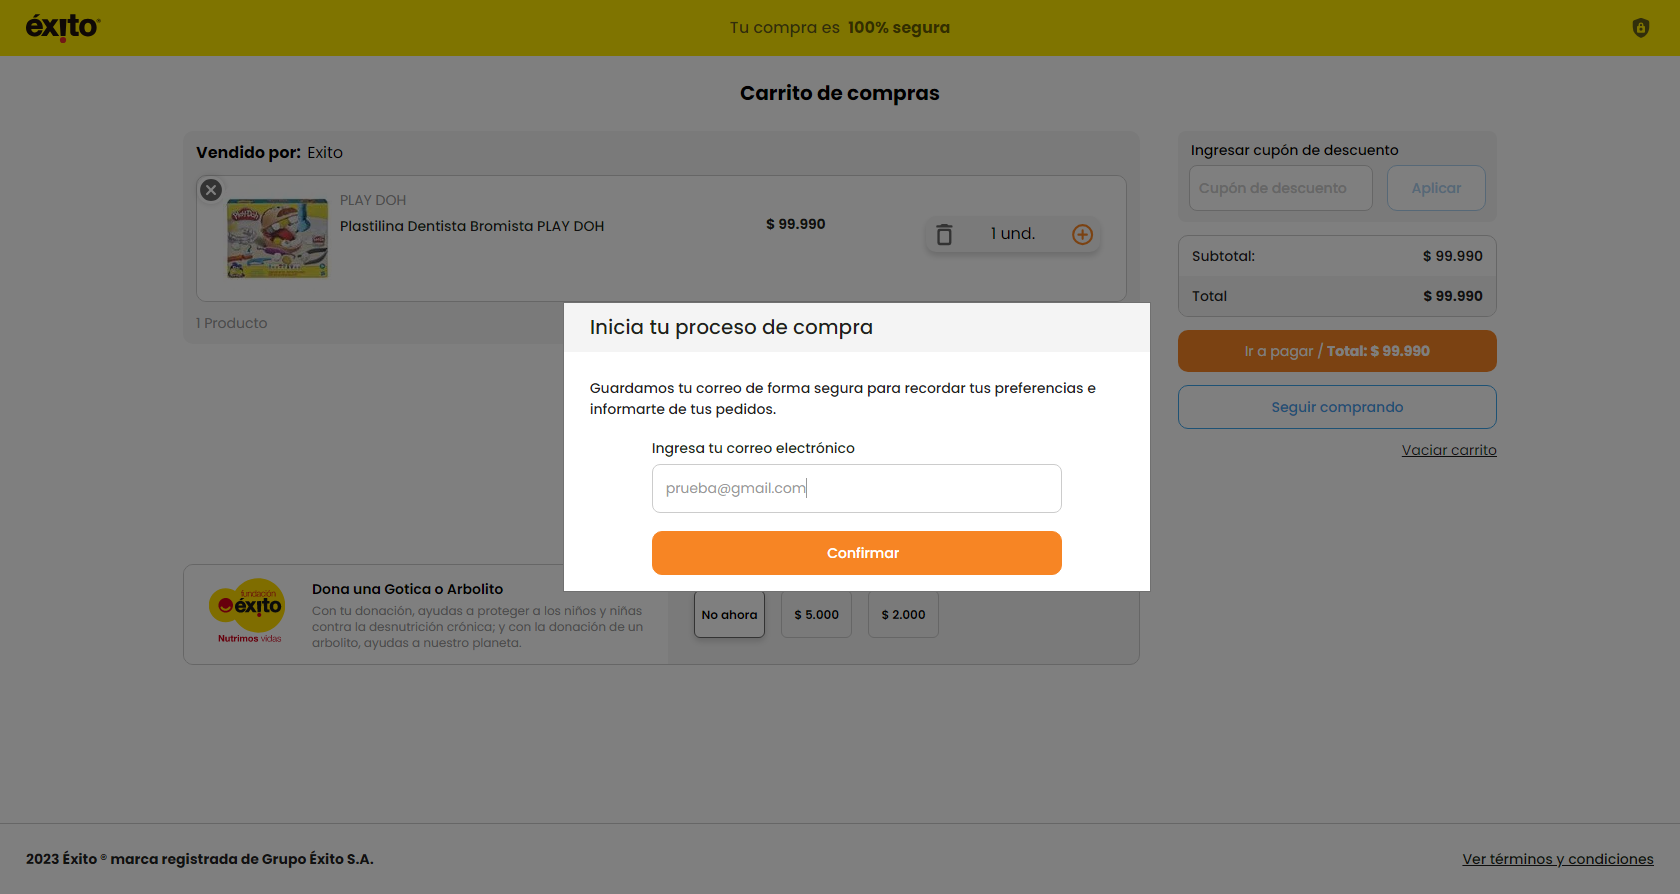 éxito®
Tu compra es 100% segura
Carrito de compras
Vendido por: Exito
PLAY DOH
Plastilina Dentista Bromista PLAY DOH
$ 99.990
1 und.
Play-Doh
1 Producto
Ingresar cupón de descuento
Cupón de descuento
Aplicar
Subtotal: $ 99.990
Total $ 99.990
Ir a pagar / Total: $ 99.990
Seguir comprando
Vaciar carrito
Inicia tu proceso de compra
Guardamos tu correo de forma segura para recordar tus preferencias e
informarte de tus pedidos.
Ingresa tu correo electrónico
prueba@gmail.com
Confirmar
fundación
éxito
Nutrimos vidas
Dona una Gotica o Arbolito
Con tu donación, ayudas a proteger a los niños y niñas
contra la desnutrición crónica; y con la donación de un
arbolito, ayudas a nuestro planeta.
No ahora
$ 5.000
$ 2.000
2023 Éxito ® marca registrada de Grupo Éxito S.A.
Ver términos y condiciones